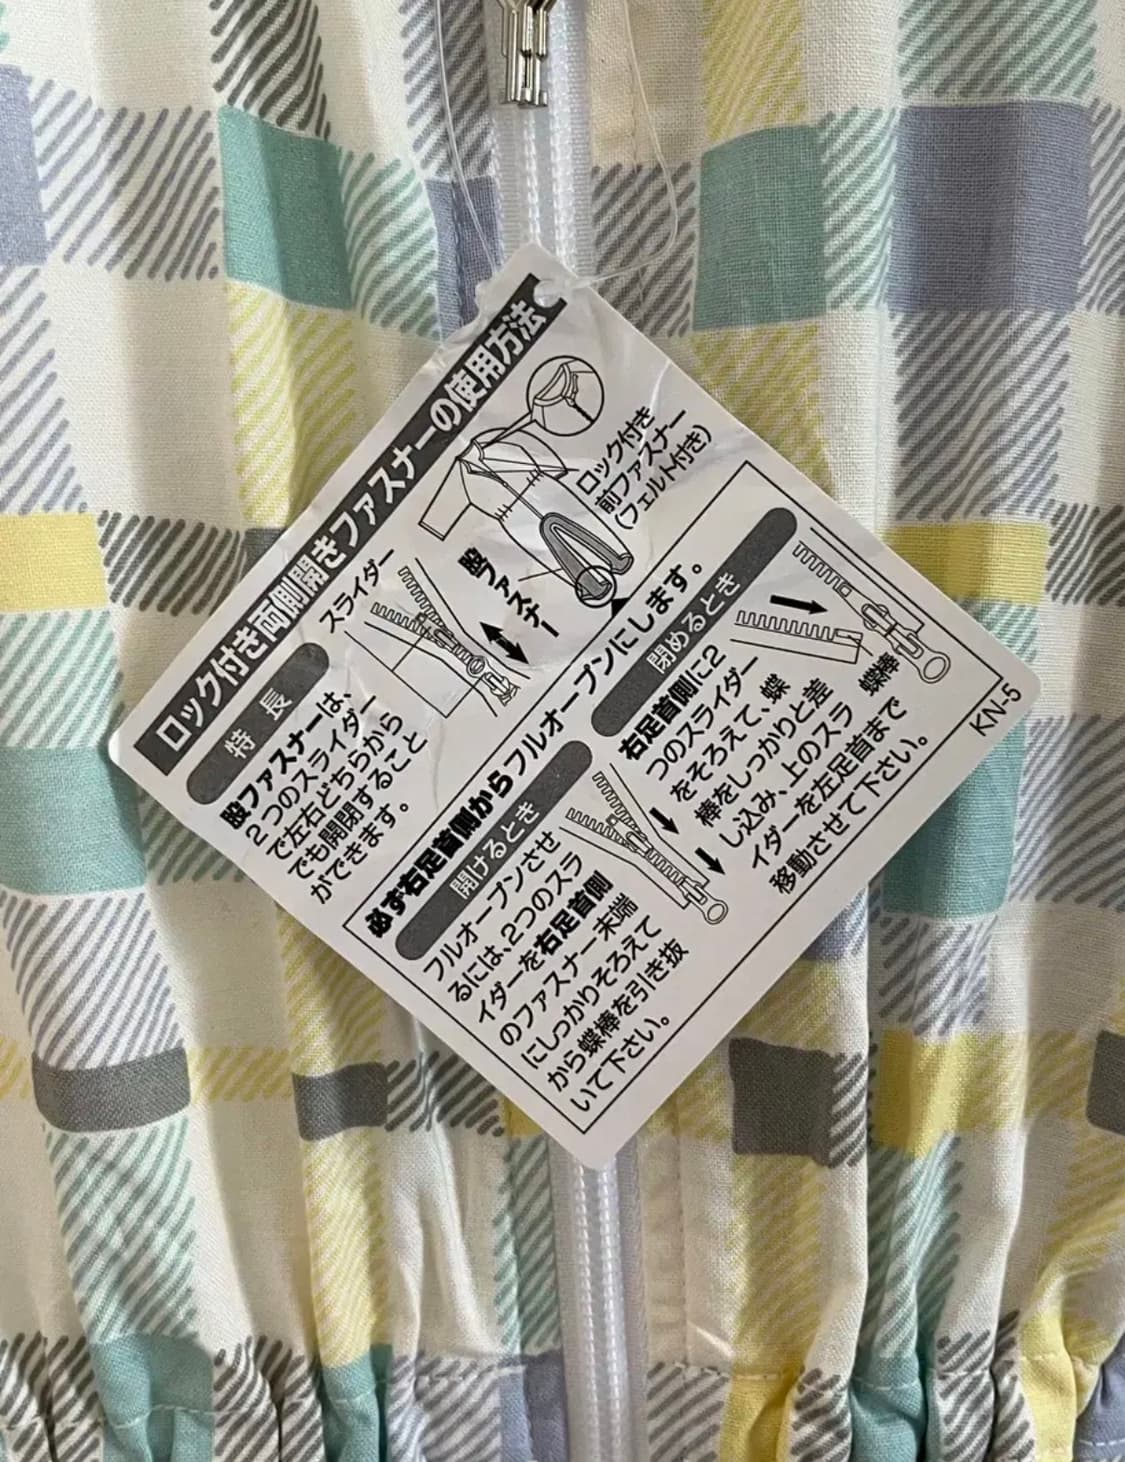 ロック付き両側開きファスナーの使用方法
ロック付き
前ファスナー
(フェルト付き)
股ファスナー
スライダー
特長
股ファスナーは、
2つのスライダー
で左右どちらから
でも開閉すること
ができます。
必ず右足首側からフルオープンにします。
開けるとき
フルオープンさせ
るには、2つのスラ
イダーを右足首側
のファスナー末端
にしっかりそろえて
から蝶棒を引き抜
いて下さい。
閉めるとき
右足首側に2
つのスライダー
をそろえて、蝶
棒をしっかりと差
し込み、上のスラ
イダーを左足首まで
移動させて下さい。
蝶棒
KN-5